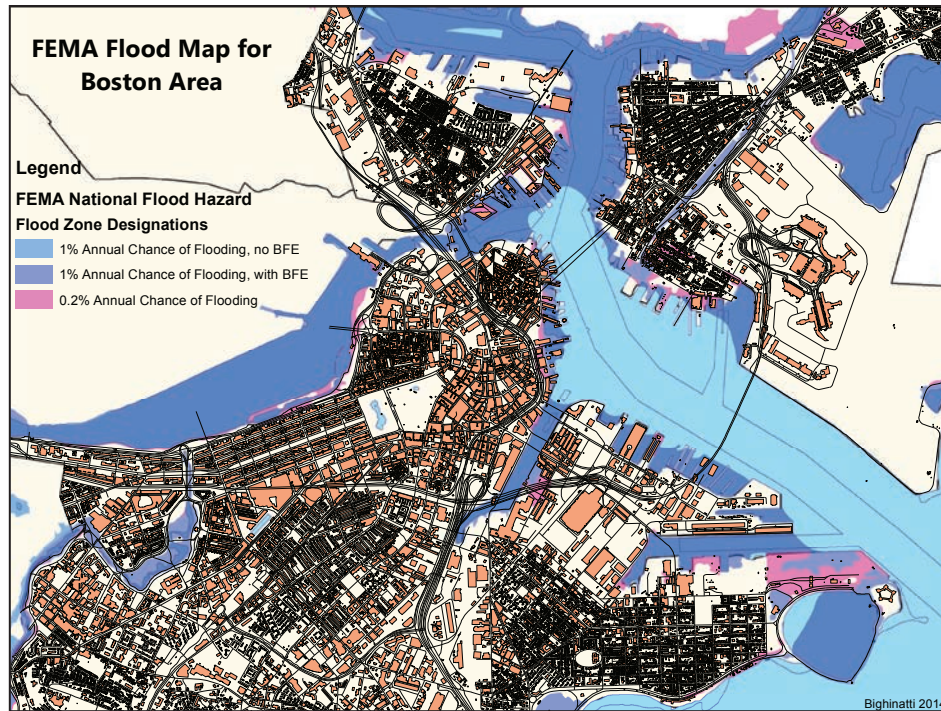 FEMA Flood Map for
Boston Area
Legend
FEMA National Flood Hazard
Flood Zone Designations
1% Annual Chance of Flooding, no BFE
1% Annual Chance of Flooding, with BFE
0.2% Annual Chance of Flooding
Bighinatti 2014